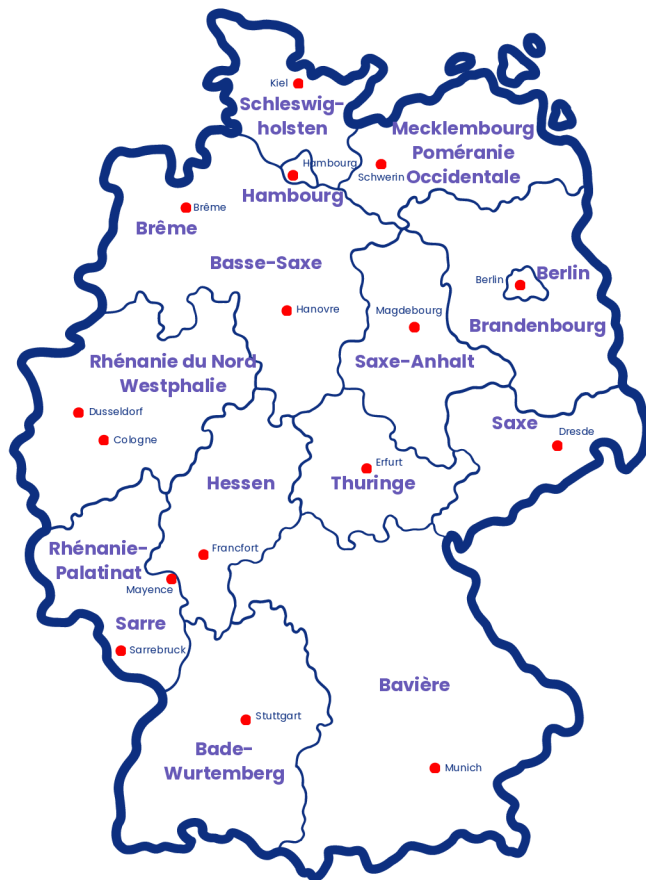 Kiel
Schleswig-
holsten
Mecklembourg
Poméranie
Occidentale
Hambourg
Schwerin
Hambourg
Brême
Brême
Basse-Saxe
Berlin
Berlin
Hanovre
Magdebourg
Brandenbourg
Rhénanie du Nord
Westphalie
Saxe-Anhalt
Dusseldorf
Cologne
Saxe
Dresde
Erfurt
Hessen
Thuringe
Rhénanie-
Palatinat
Francfort
Mayence
Sarre
Sarrebruck
Bavière
Stuttgart
Bade-
Wurtemberg
Munich